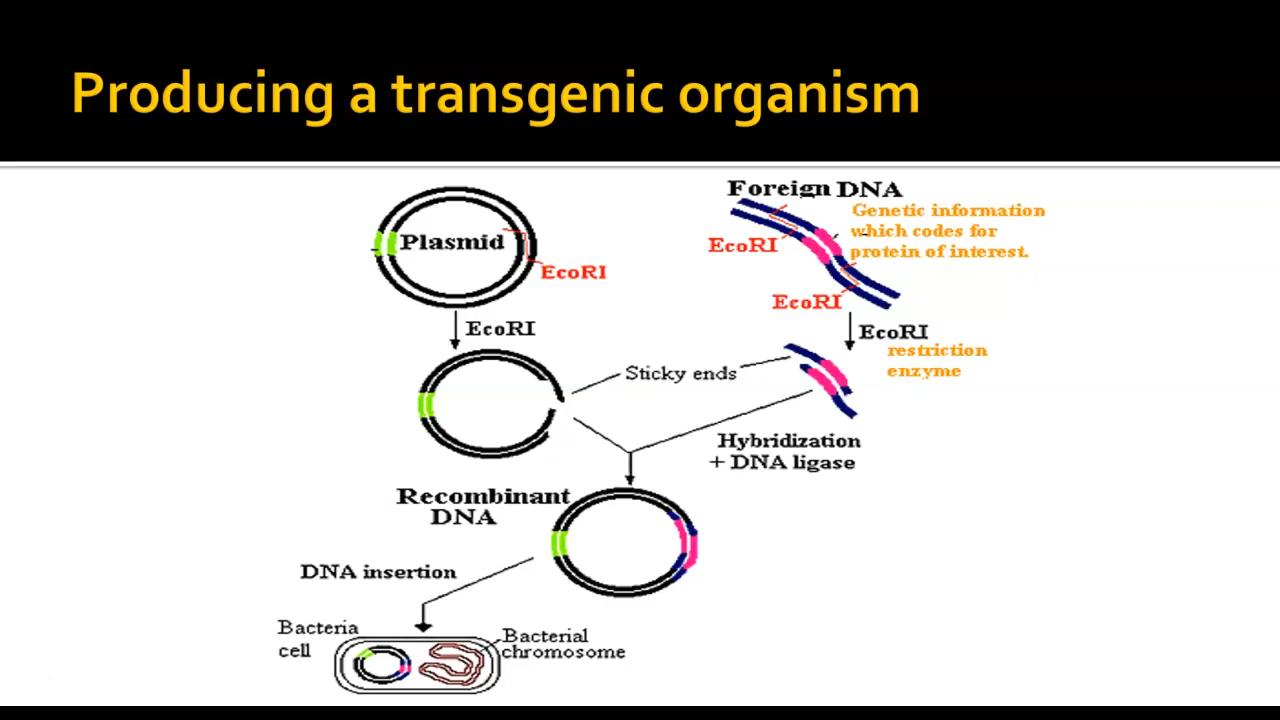 Producing a transgenic organism
Foreign DNA
Genetic information
which codes for
protein of interest.
Plasmid
EcoRI
EcoRI
EcoRI
EcoRI
EcoRI
restriction
enzyme
Sticky ends
Hybridization
+ DNA ligase
Recombinant
DNA
DNA insertion
Bacteria
cell
Bacterial
chromosome